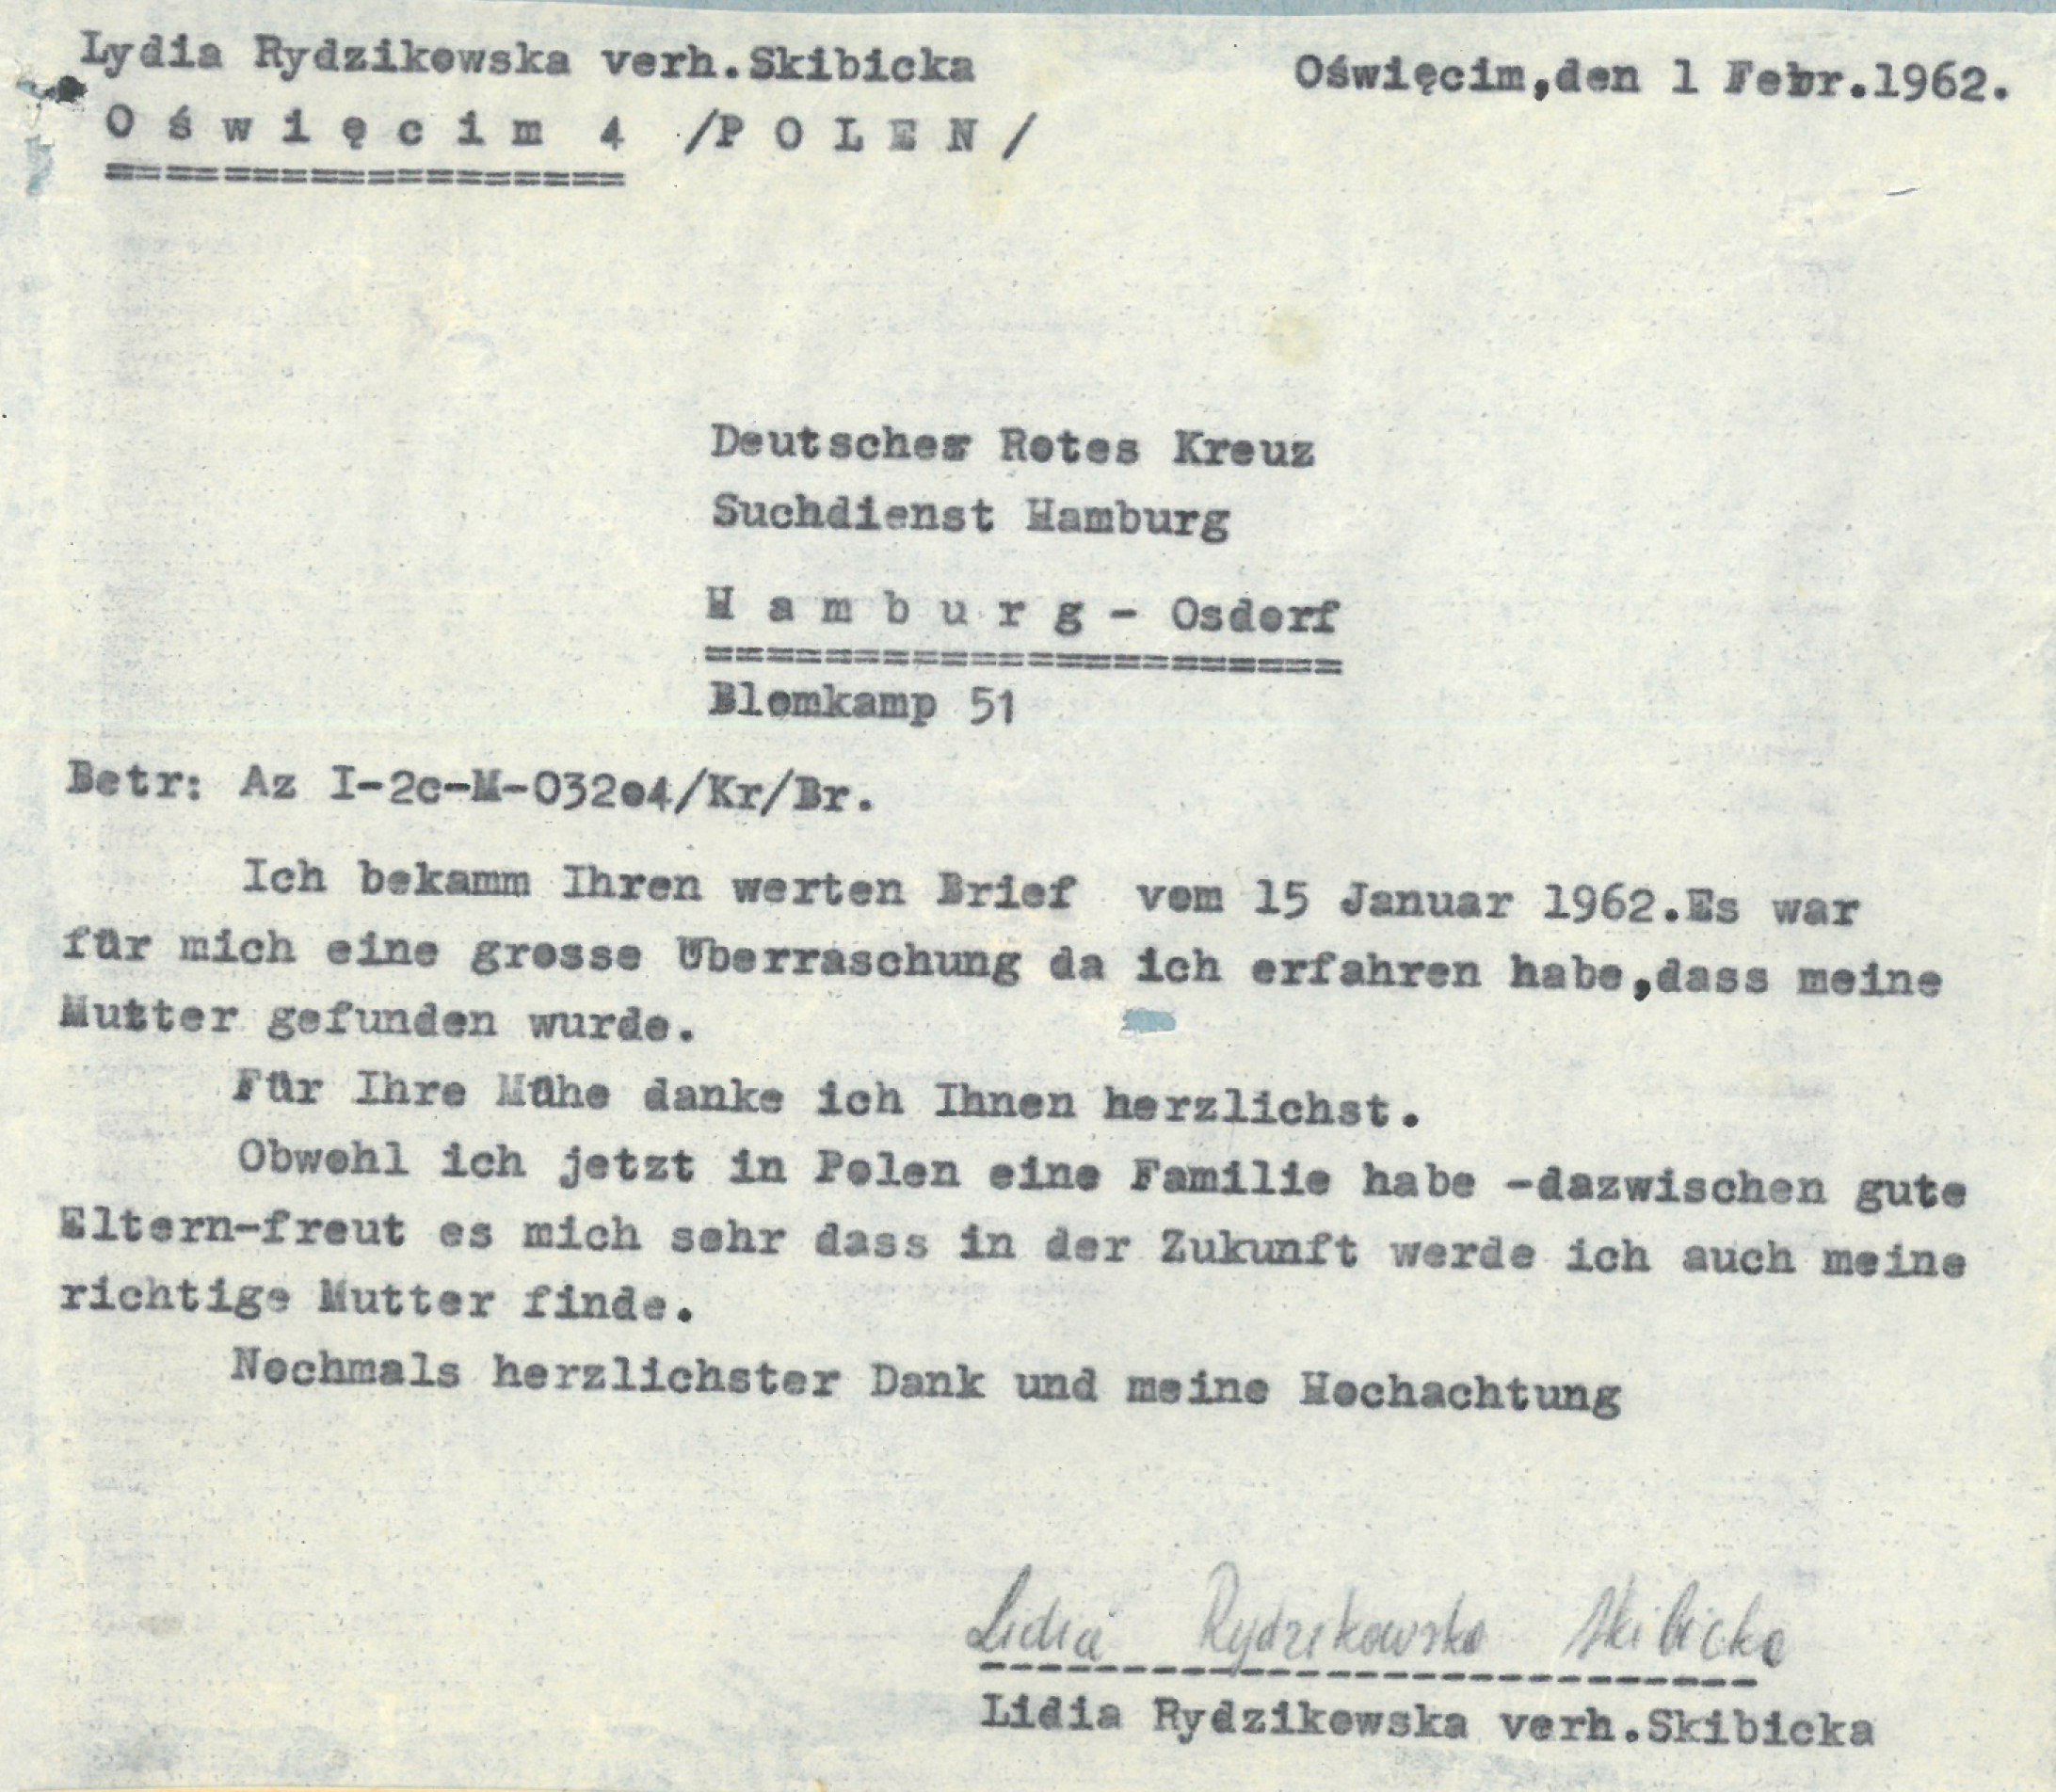 Lydia Rydzikowska verh.Skibicka Oświęcim,den 1 Febr.1962.
O ś w i ę c i m 4 /P O L E N /
==================
Deutsches Rotes Kreuz
Suchdienst Hamburg
H a m b u r g - Osdorf
======================
Blomkamp 51
Betr: Az I-2c-M-032o4/Kr/Br.
Ich bekamm Ihren werten Brief vom 15 Januar 1962.Es war
für mich eine grosse Überraschung da ich erfahren habe,dass meine
Mutter gefunden wurde.
Für Ihre Mühe danke ich Ihnen herzlichst.
Obwohl ich jetzt in Polen eine Familie habe -dazwischen gute
Eltern-freut es mich sehr dass in der Zukunft werde ich auch meine
richtige Mutter finde.
Nochmals herzlichster Dank und meine Hochachtung
Lidia Rydzikowska Skibicka
Lidia Rydzikowska verh.Skibicka